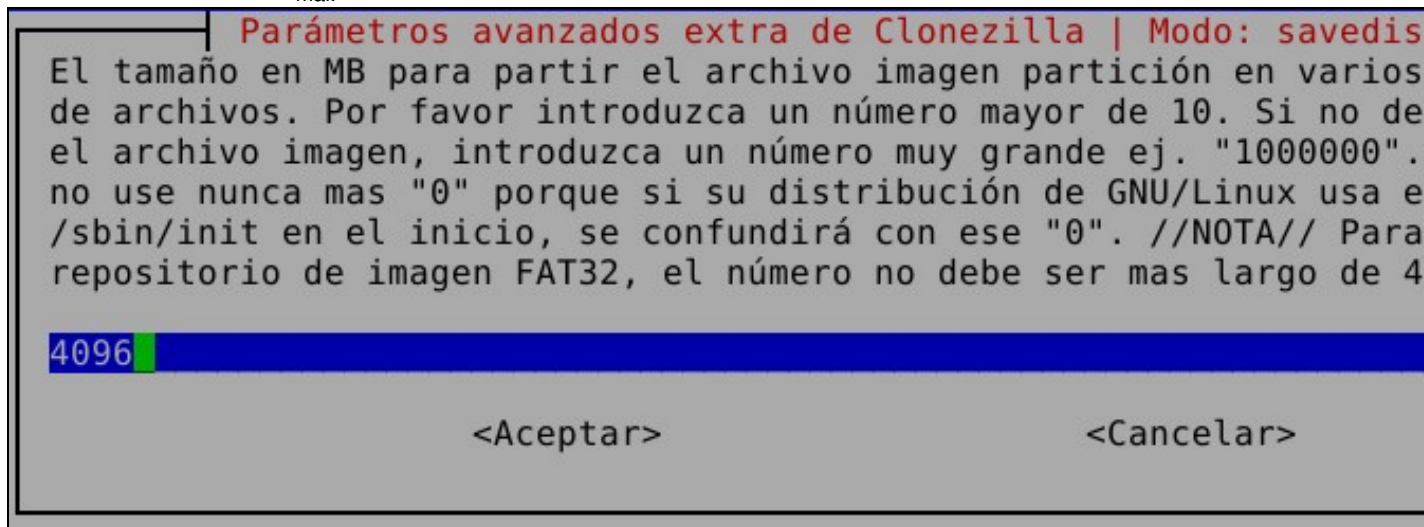 Parámetros avanzados extra de Clonezilla | Modo: savedis
El tamaño en MB para partir el archivo imagen partición en varios
de archivos. Por favor introduzca un número mayor de 10. Si no de
el archivo imagen, introduzca un número muy grande ej. "1000000".
no use nunca mas "0" porque si su distribución de GNU/Linux usa e
/sbin/init en el inicio, se confundirá con ese "0". //NOTA// Para
repositorio de imagen FAT32, el número no debe ser mas largo de 4
4096
<Aceptar> <Cancelar>